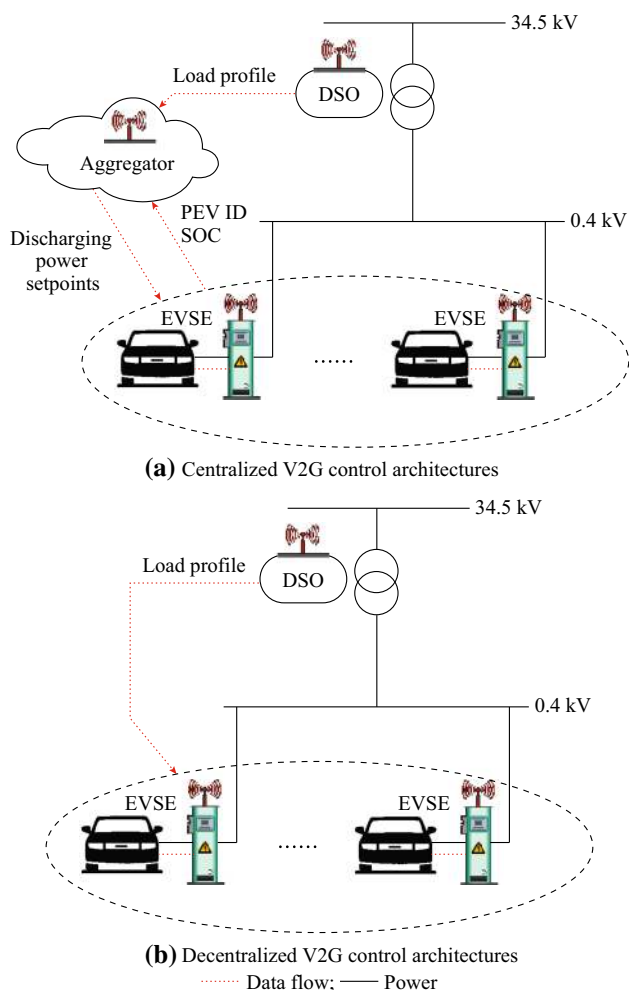 34.5 kV
Load profile
DSO
Aggregator
PEV ID
SOC
0.4 kV
Discharging
power
setpoints
EVSE
EVSE
......
(a) Centralized V2G control architectures
34.5 kV
Load profile
DSO
0.4 kV
EVSE
EVSE
......
(b) Decentralized V2G control architectures
Data flow; Power